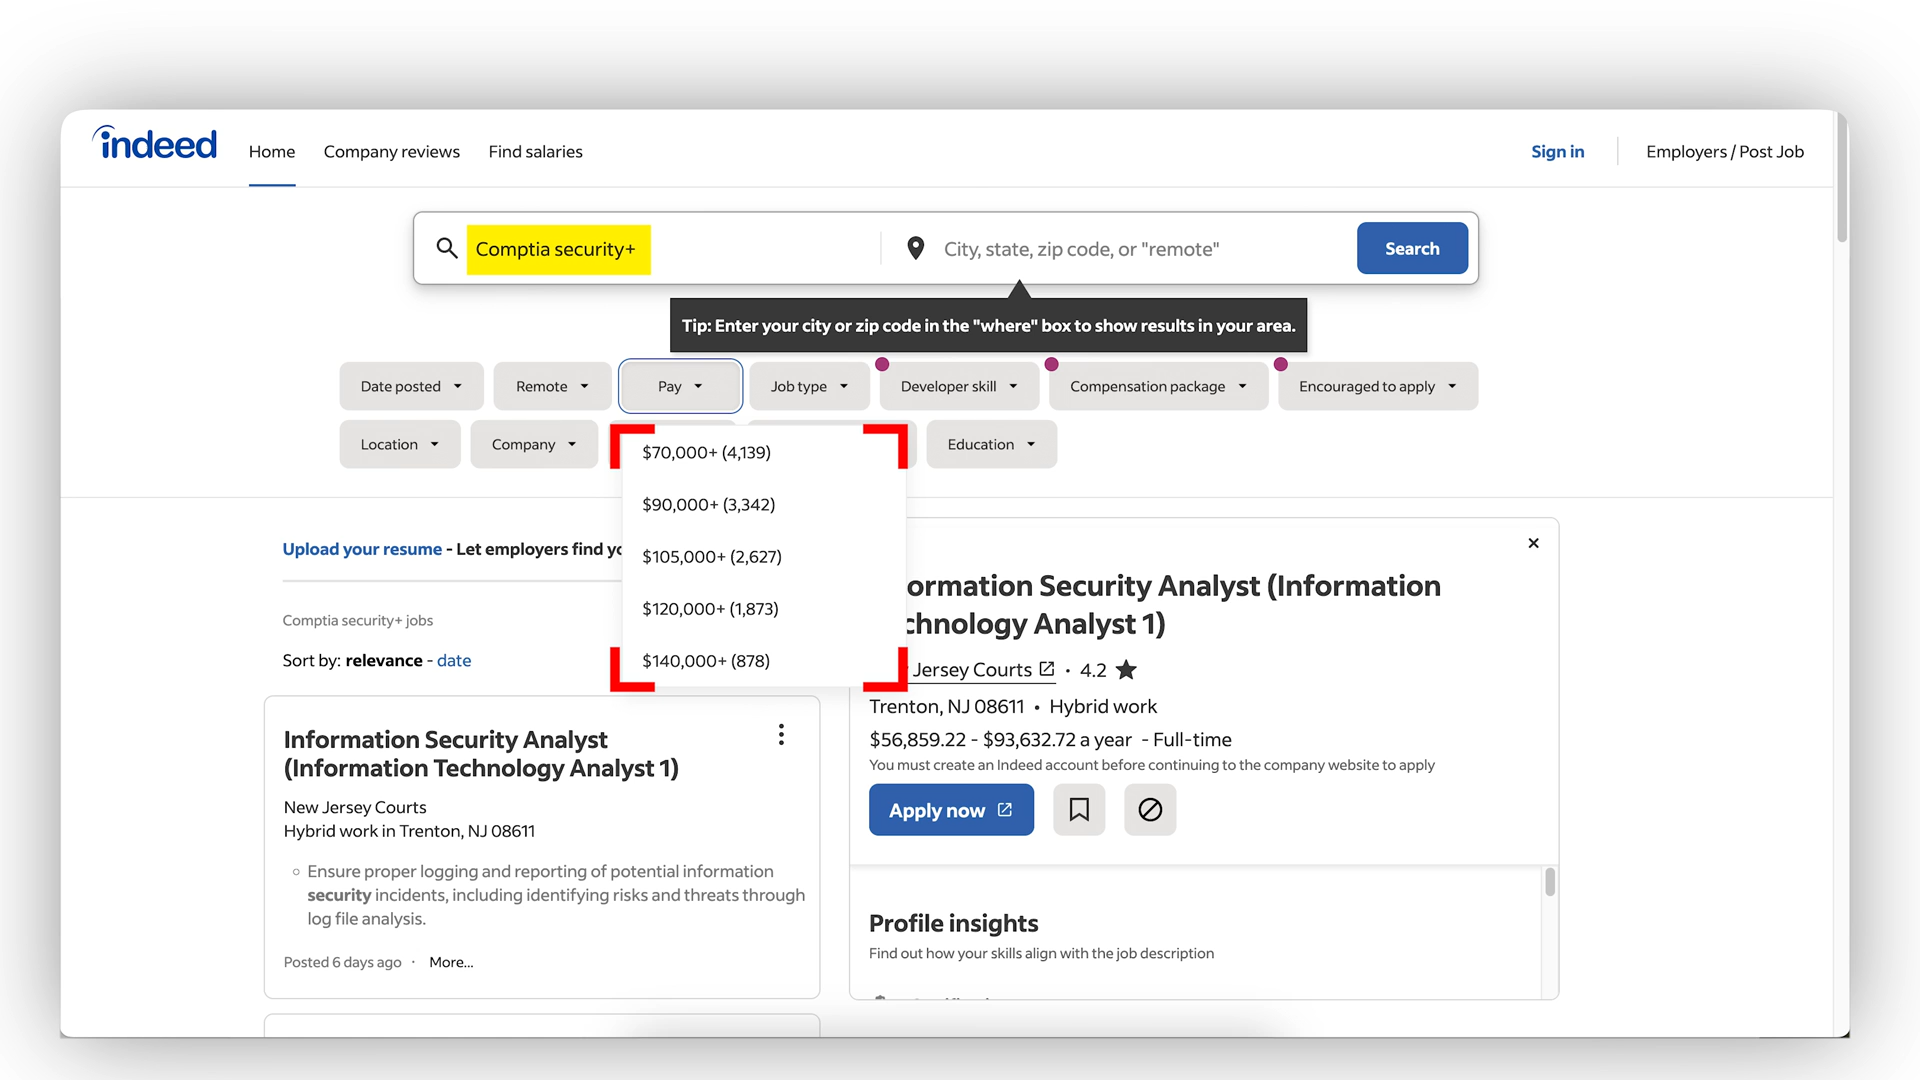 indeed
Home
Company reviews
Find salaries
Sign in
Employers / Post Job
Comptia security+
City, state, zip code, or "remote"
Search
Tip: Enter your city or zip code in the "where" box to show results in your area.
Date posted
Remote
Pay
Job type
Developer skill
Compensation package
Encouraged to apply
Location
Company
Education
$70,000+ (4,139)
$90,000+ (3,342)
$105,000+ (2,627)
$120,000+ (1,873)
$140,000+ (878)
Upload your resume - Let employers find
Comptia security+ jobs
Sort by: relevance - date
Information Security Analyst
(Information Technology Analyst 1)
New Jersey Courts
Hybrid work in Trenton, NJ 08611
Ensure proper logging and reporting of potential information
security incidents, including identifying risks and threats through
log file analysis.
Posted 6 days ago · More...
ormation Security Analyst (Information
chnology Analyst 1)
Jersey Courts · 4.2
Trenton, NJ 08611 • Hybrid work
$56,859.22 - $93,632.72 a year - Full-time
You must create an Indeed account before continuing to the company website to apply
Apply now
Profile insights
Find out how your skills align with the job description